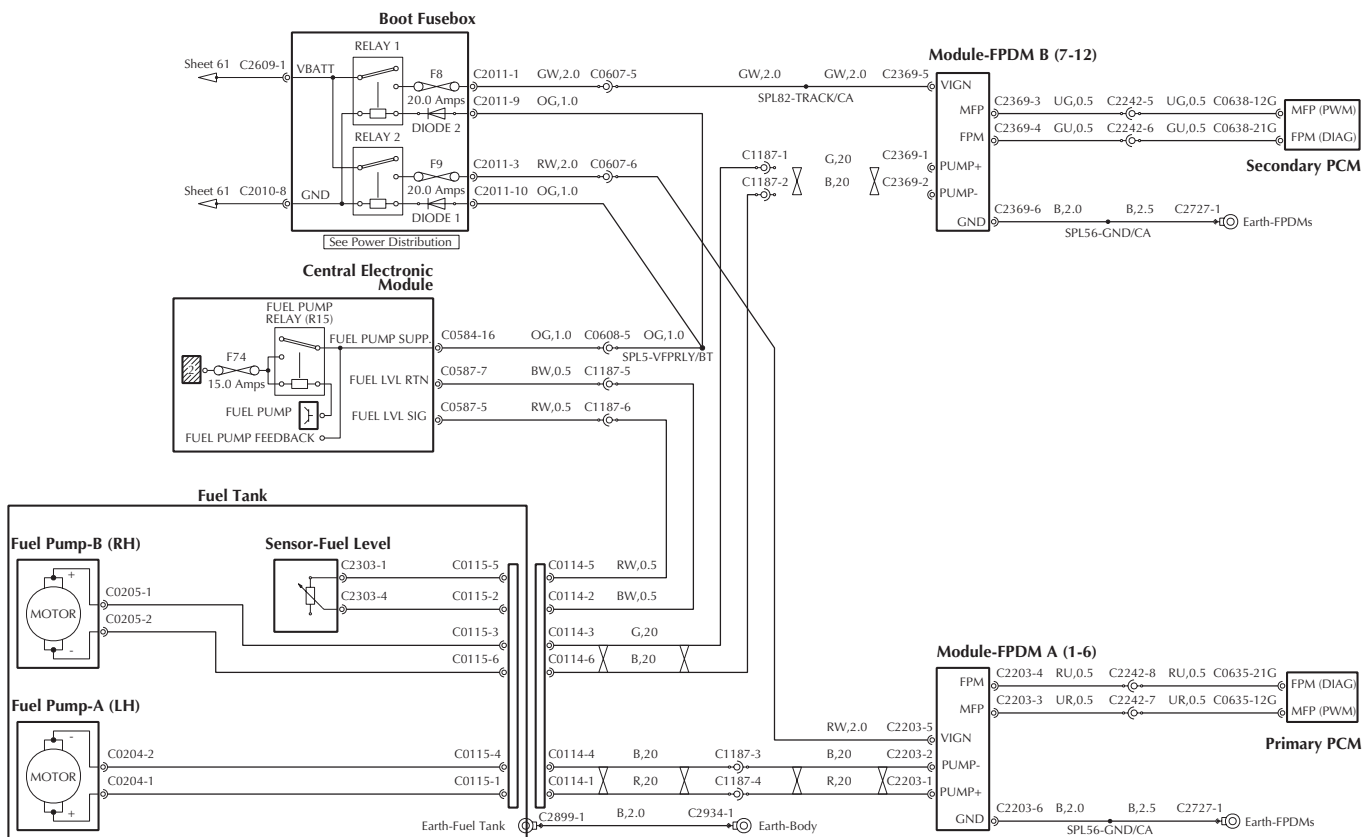 Boot Fusebox
RELAY 1
Sheet 61 C2609-1 VBATT
F8
20.0 Amps
C2011-1 GW,2.0 C0607-5 GW,2.0 GW,2.0 C2369-5
SPL82-TRACK/CA
C2011-9 OG,1.0
DIODE 2
RELAY 2
F9
20.0 Amps
C2011-3 RW,2.0 C0607-6
Sheet 61 C2010-8 GND
C2011-10 OG,1.0
DIODE 1
See Power Distribution
Module-FPDM B (7-12)
VIGN
MFP C2369-3 UG,0.5 C2242-5 UG,0.5 C0638-12G MFP (PWM)
FPM C2369-4 GU,0.5 C2242-6 GU,0.5 C0638-21G FPM (DIAG)
Secondary PCM
C1187-1 G,20 C2369-1 PUMP+
C1187-2 B,20 C2369-2 PUMP-
GND C2369-6 B,2.0 B,2.5 C2727-1 Earth-FPDMs
SPL56-GND/CA
Central Electronic
Module
FUEL PUMP
RELAY (R15)
FUEL PUMP SUPP. C0584-16 OG,1.0 C0608-5 OG,1.0
SPL5-VFPRLY/BT
2
F74
15.0 Amps
FUEL LVL RTN C0587-7 BW,0.5 C1187-5
FUEL PUMP
FUEL LVL SIG C0587-5 RW,0.5 C1187-6
FUEL PUMP FEEDBACK
Fuel Tank
Fuel Pump-B (RH)
+
MOTOR
-
C0205-1
C0205-2
Sensor-Fuel Level
C2303-1 C0115-5 C0114-5 RW,0.5
C2303-4 C0115-2 C0114-2 BW,0.5
C0115-3 C0114-3 G,20
C0115-6 C0114-6 B,20
Fuel Pump-A (LH)
-
MOTOR
+
C0204-2 C0115-4 C0114-4 B,20 C1187-3 B,20 C2203-2 PUMP-
C0204-1 C0115-1 C0114-1 R,20 C1187-4 R,20 C2203-1 PUMP+
Earth-Fuel Tank C2899-1 B,2.0 C2934-1 Earth-Body
Module-FPDM A (1-6)
FPM C2203-4 RU,0.5 C2242-8 RU,0.5 C0635-21G FPM (DIAG)
MFP C2203-3 UR,0.5 C2242-7 UR,0.5 C0635-12G MFP (PWM)
Primary PCM
RW,2.0 C2203-5 VIGN
GND C2203-6 B,2.0 B,2.5 C2727-1 Earth-FPDMs
SPL56-GND/CA